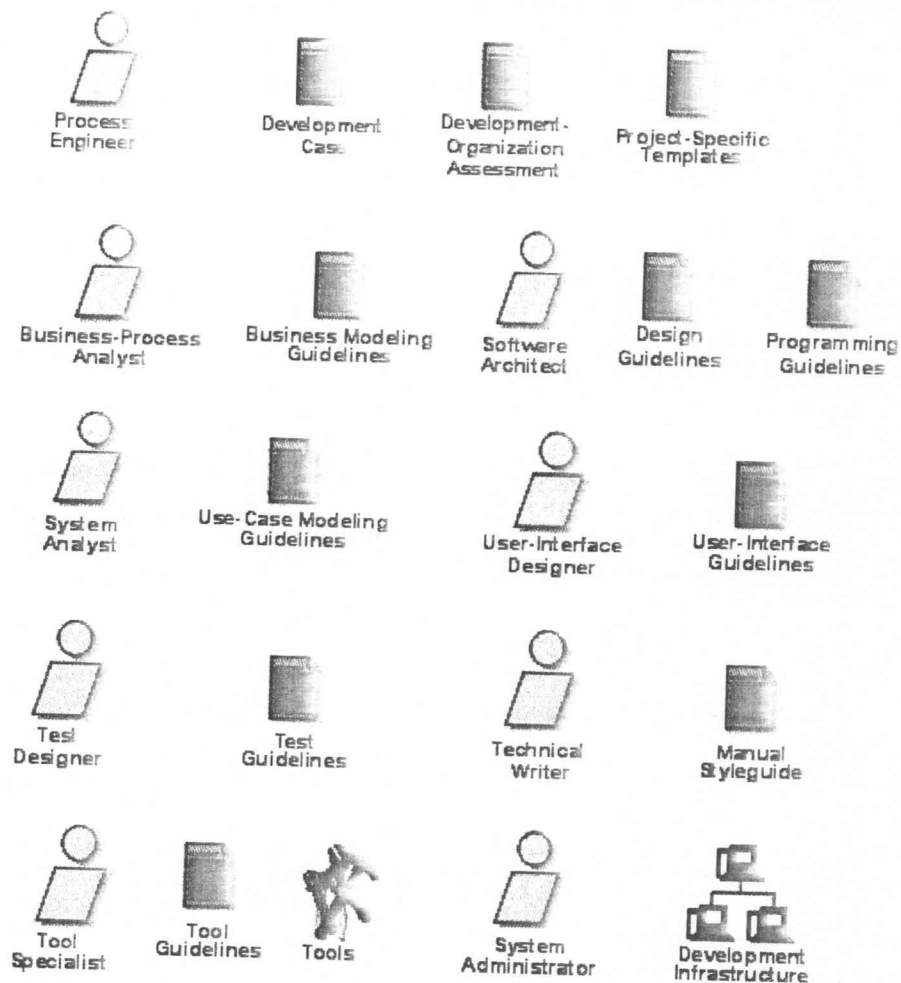 Process
Engineer
Development
Case
Development-
Organization
Assessment
Project-Specific
Templates
Business-Process
Analyst
Business Modeling
Guidelines
Software
Architect
Design
Guidelines
Programming
Guidelines
System
Analyst
Use-Case Modeling
Guidelines
User-Interface
Designer
User-Interface
Guidelines
Test
Designer
Test
Guidelines
Technical
Writer
Manual
Styleguide
Tool
Specialist
Tool
Guidelines
Tools
System
Administrator
Development
Infrastructure